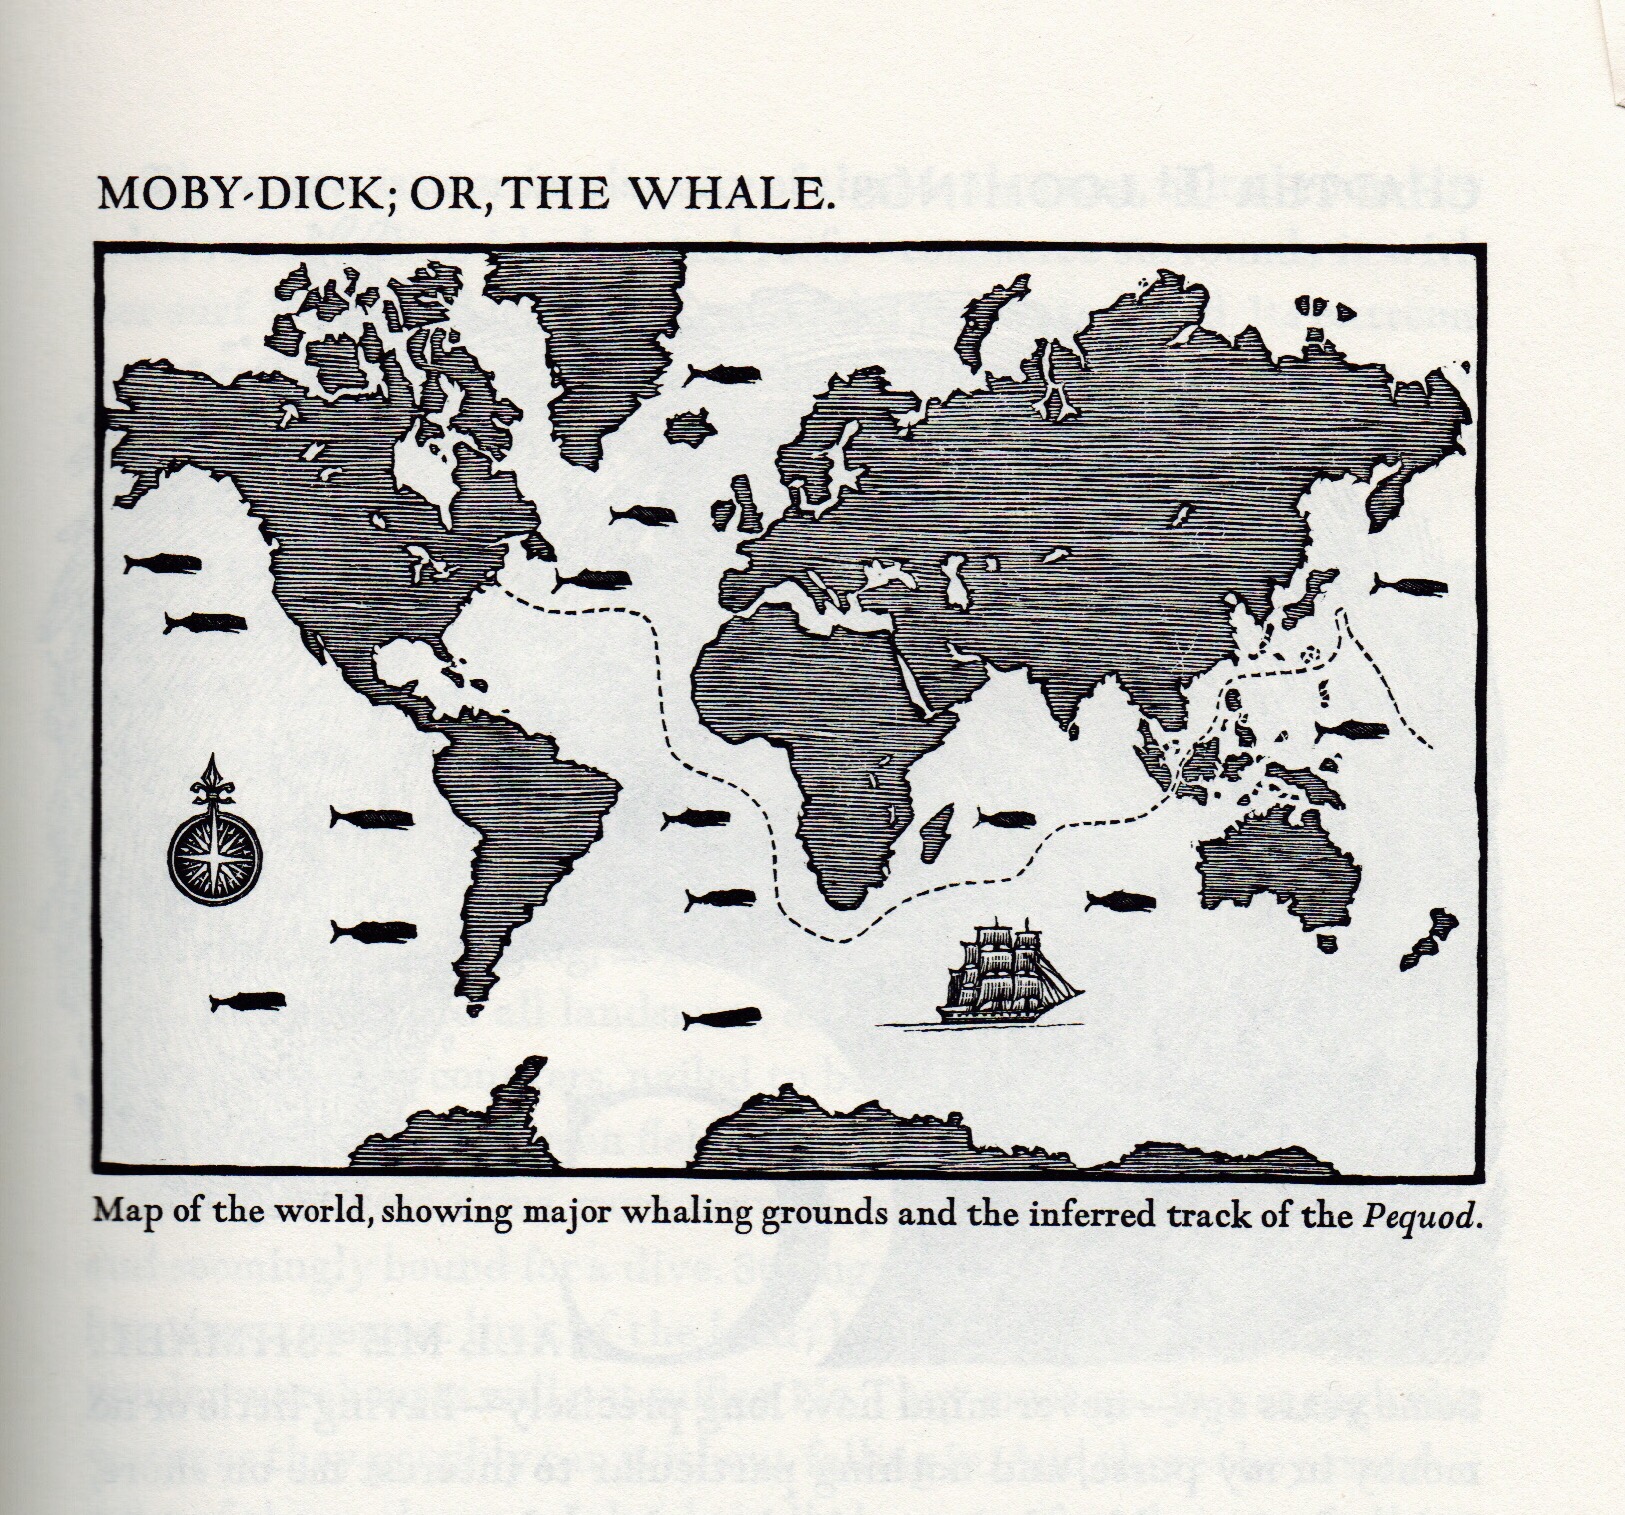 MOBY-DICK; OR, THE WHALE.
Map of the world, showing major whaling grounds and the inferred track of the Pequod.